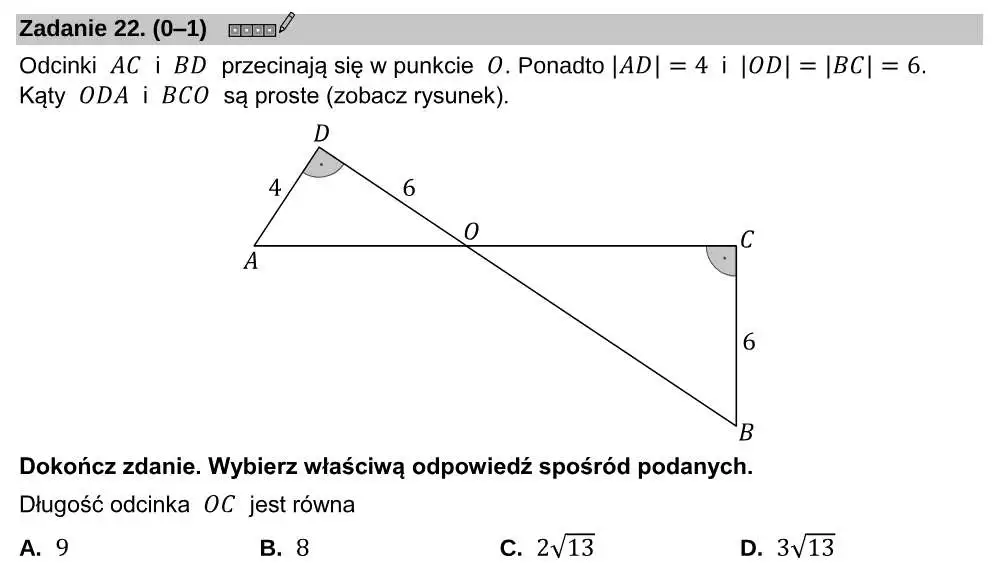 Zadanie 22. (0–1)
Odcinki AC i BD przecinają się w punkcie O. Ponadto |AD| = 4 i |OD| = |BC| = 6.
Kąty ODA i BCO są proste (zobacz rysunek).
D
4
6
O
C
A
6
B
Dokończ zdanie. Wybierz właściwą odpowiedź spośród podanych.
Długość odcinka OC jest równa
A. 9 B. 8 C. 2√13 D. 3√13